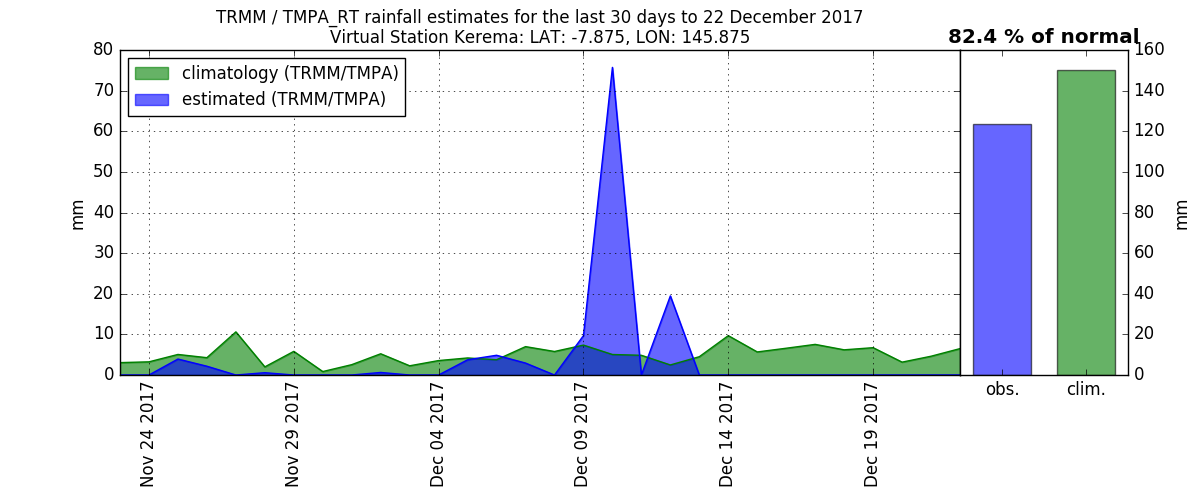 TRMM / TMPA_RT rainfall estimates for the last 30 days to 22 December 2017
Virtual Station Kerema: LAT: -7.875, LON: 145.875
82.4 % of normal
climatology (TRMM/TMPA)
estimated (TRMM/TMPA)
80
70
60
50
40
30
20
10
0
mm
Nov 24 2017
Nov 29 2017
Dec 04 2017
Dec 09 2017
Dec 14 2017
Dec 19 2017
obs.
clim.
160
140
120
100
80
60
40
20
0
mm